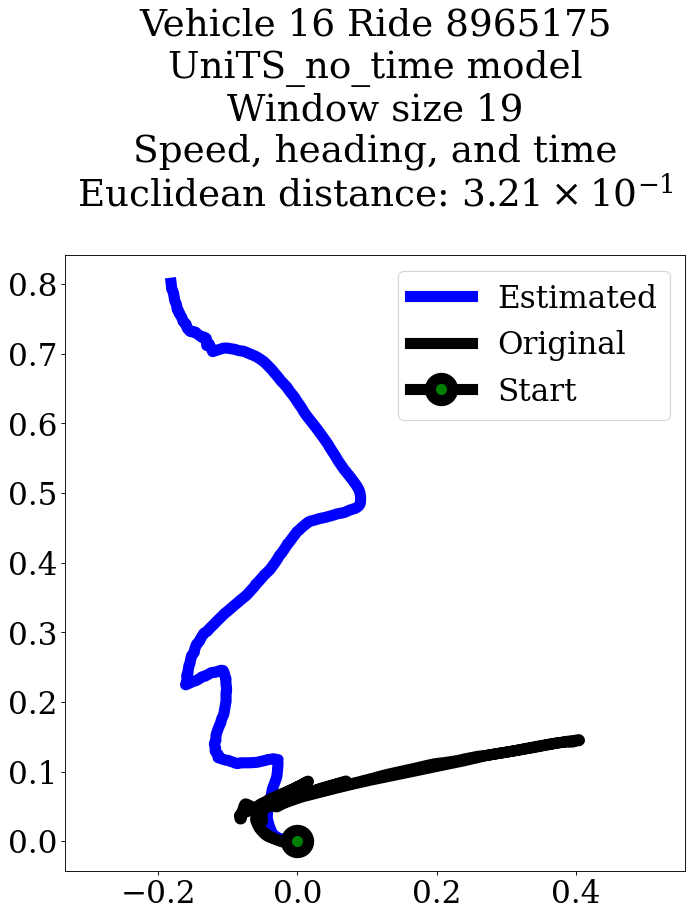 Vehicle 16 Ride 8965175
UniTS_no_time model
Window size 19
Speed, heading, and time
Euclidean distance: 3.21 × 10⁻¹
Estimated
Original
Start
0.8
0.7
0.6
0.5
0.4
0.3
0.2
0.1
0.0
−0.2 0.0 0.2 0.4